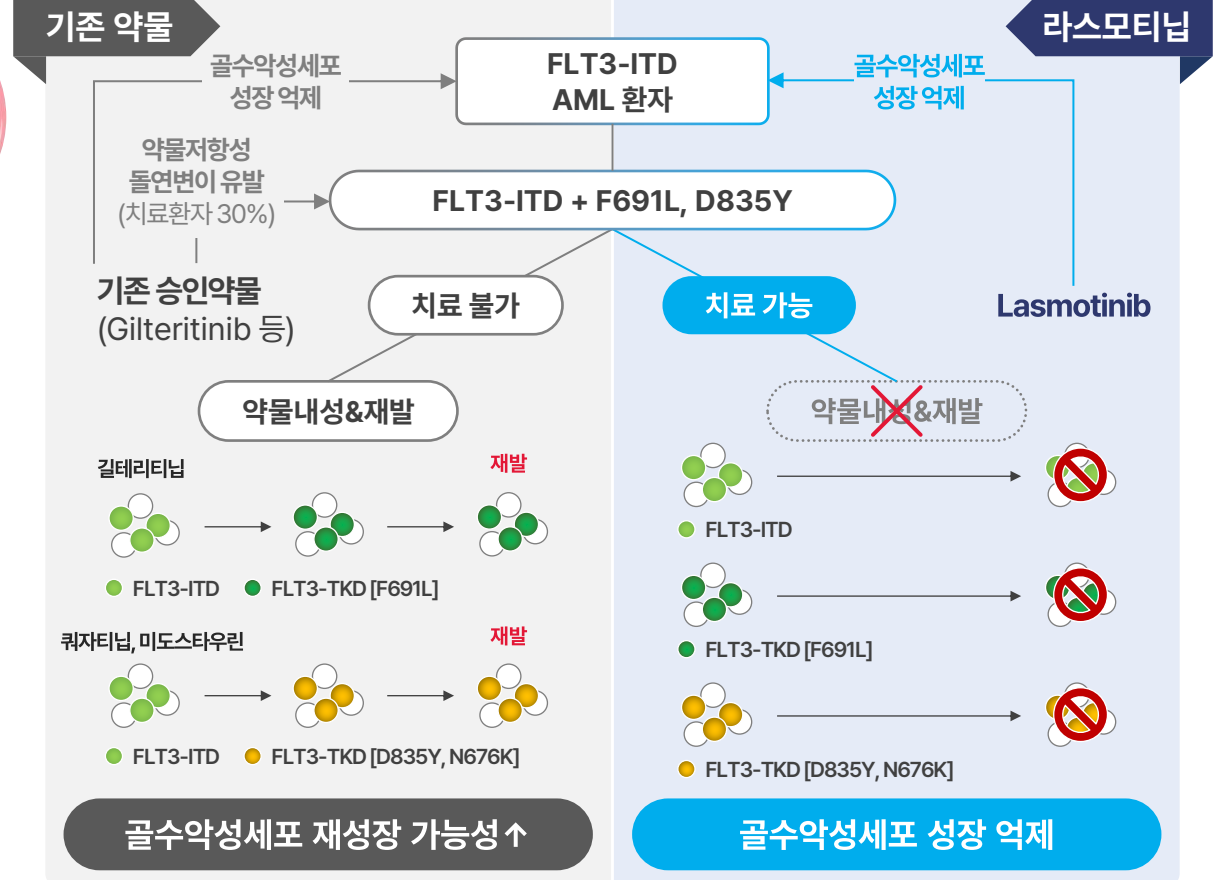 기존 약물
라스모티닙
골수악성세포
성장 억제
FLT3-ITD
AML 환자
골수악성세포
성장 억제
약물저항성
돌연변이 유발
(치료환자 30%)
FLT3-ITD + F691L, D835Y
기존 승인약물
(Gilteritinib 등)
치료 불가
치료 가능
Lasmotinib
약물내성&재발
약물내성&재발
길테리티닙
재발
FLT3-ITD
FLT3-TKD [F691L]
쿼자티닙, 미도스타우린
재발
FLT3-ITD
FLT3-TKD [D835Y, N676K]
골수악성세포 재성장 가능성↑
FLT3-ITD
FLT3-TKD [F691L]
FLT3-TKD [D835Y, N676K]
골수악성세포 성장 억제